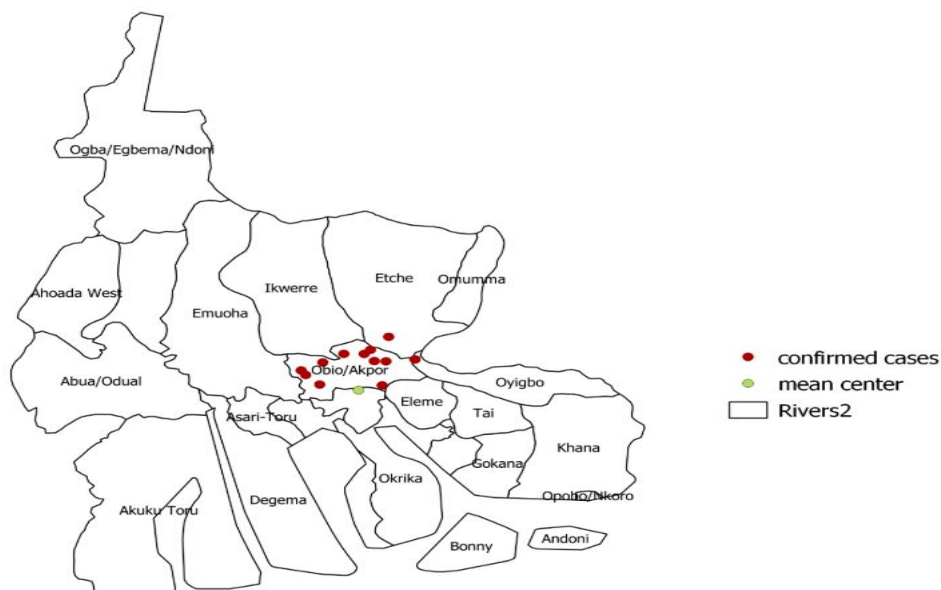 Ogba/Egbema/Ndoni
Etche
Omumma
Ikwerre
Ahoada West
Emuoha
confirmed cases
Obio/Akpor
Abua/Odual
Oyigbo
mean center
Eleme
Rivers2
Tai
Asari-Toru
Khana
Gokana
Okrika
Degema
Opobo/Nkoro
Akuku Toru
Andoni
Bonny